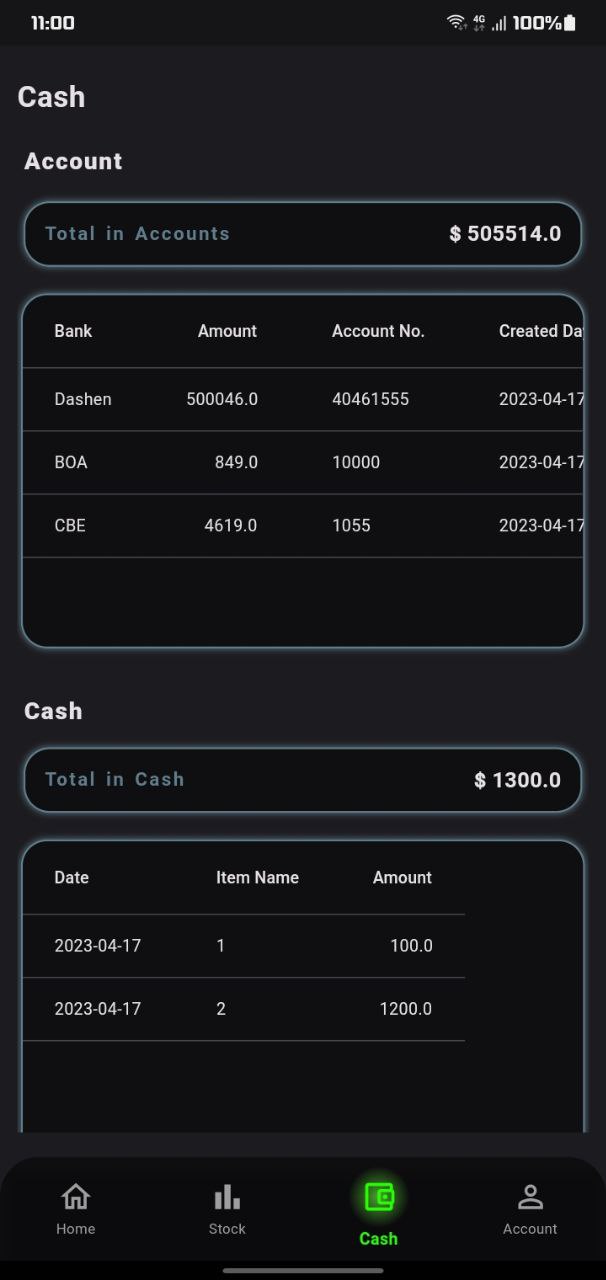 11:00 4G 100%
Cash
Account
Total in Accounts $ 505514.0
Bank Amount Account No. Created Da
Dashen 500046.0 40461555 2023-04-17
BOA 849.0 10000 2023-04-17
CBE 4619.0 1055 2023-04-17
Cash
Total in Cash $ 1300.0
Date Item Name Amount
2023-04-17 1 100.0
2023-04-17 2 1200.0
Home Stock Cash Account